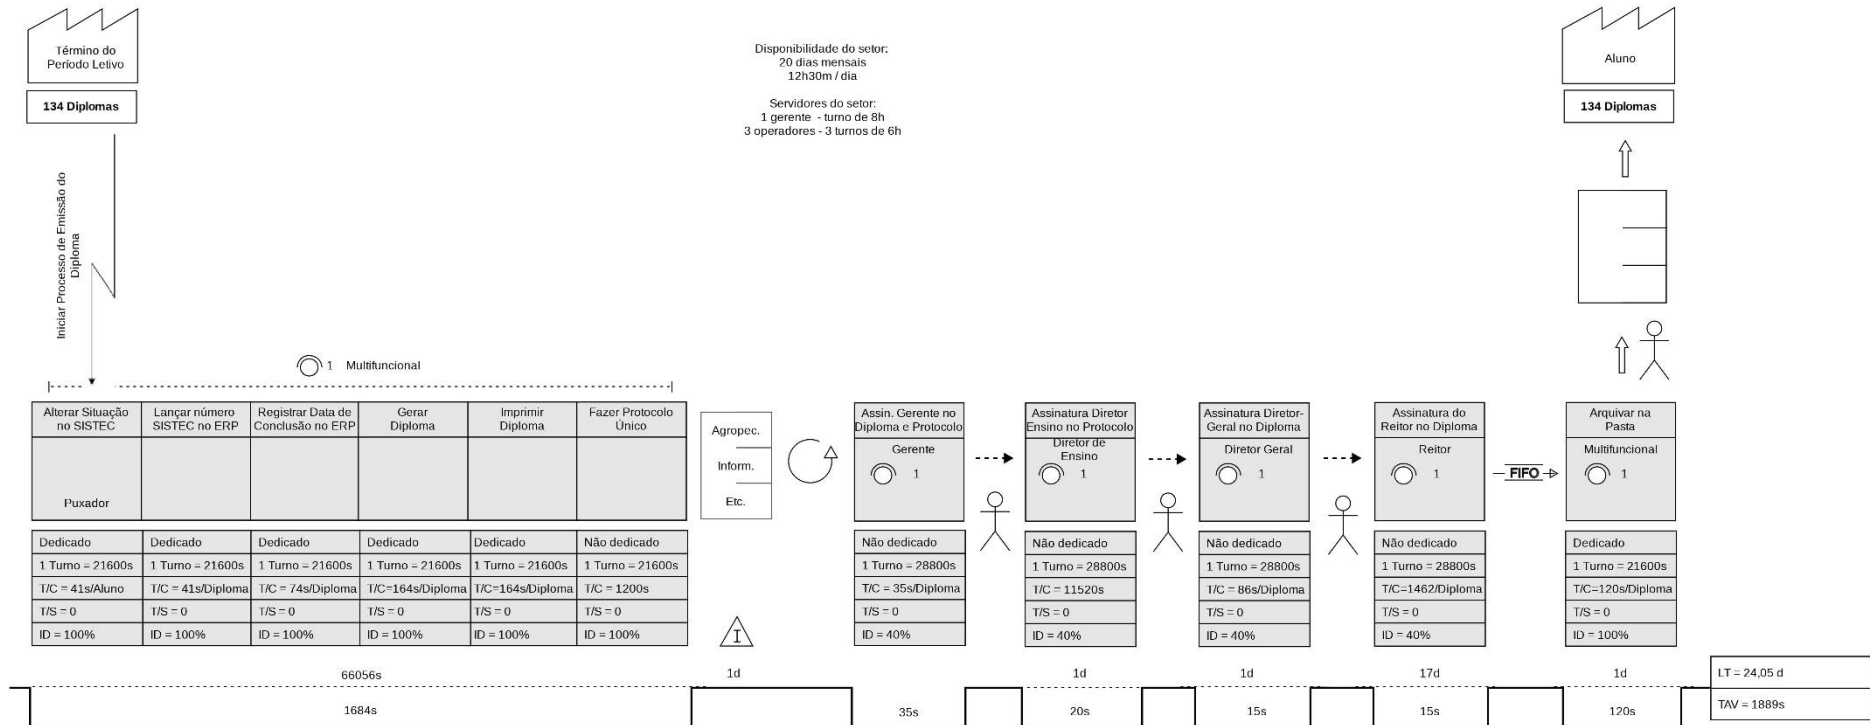 Término do
Período Letivo
134 Diplomas
Disponibilidade do setor:
20 dias mensais
12h30m / dia
Servidores do setor:
1 gerente - turno de 8h
3 operadores - 3 turnos de 6h
Aluno
134 Diplomas
Iniciar Processo de Emissão do
Diploma
1 Multifuncional
Alterar Situação
no SISTEC
Puxador
Dedicado
1 Turno = 21600s
T/C = 41s/Aluno
T/S = 0
ID = 100%
Lançar número
SISTEC no ERP
Dedicado
1 Turno = 21600s
T/C = 41s/Diploma
T/S = 0
ID = 100%
Registrar Data de
Conclusão no ERP
Dedicado
1 Turno = 21600s
T/C = 74s/Diploma
T/S = 0
ID = 100%
Gerar
Diploma
Dedicado
1 Turno = 21600s
T/C=164s/Diploma
T/S = 0
ID = 100%
Imprimir
Diploma
Dedicado
1 Turno = 21600s
T/C=164s/Diploma
T/S = 0
ID = 100%
Fazer Protocolo
Único
Não dedicado
1 Turno = 21600s
T/C = 1200s
T/S = 0
ID = 100%
Agropec.
Inform.
Etc.
I
Assin. Gerente no
Diploma e Protocolo
Gerente
1
Não dedicado
1 Turno = 28800s
T/C = 35s/Diploma
T/S = 0
ID = 40%
Assinatura Diretor
Ensino no Protocolo
Diretor de
Ensino
1
Não dedicado
1 Turno = 28800s
T/C = 11520s
T/S = 0
ID = 40%
Assinatura Diretor-
Geral no Diploma
Diretor Geral
1
Não dedicado
1 Turno = 28800s
T/C = 86s/Diploma
T/S = 0
ID = 40%
Assinatura do
Reitor no Diploma
Reitor
1
Não dedicado
1 Turno = 28800s
T/C=1462/Diploma
T/S = 0
ID = 40%
FIFO
Arquivar na
Pasta
Multifuncional
1
Dedicado
1 Turno = 21600s
T/C=120s/Diploma
T/S = 0
ID = 100%
66056s
1d
1d
1d
17d
1d
LT = 24,05 d
1684s
35s
20s
15s
15s
120s
TAV = 1889s